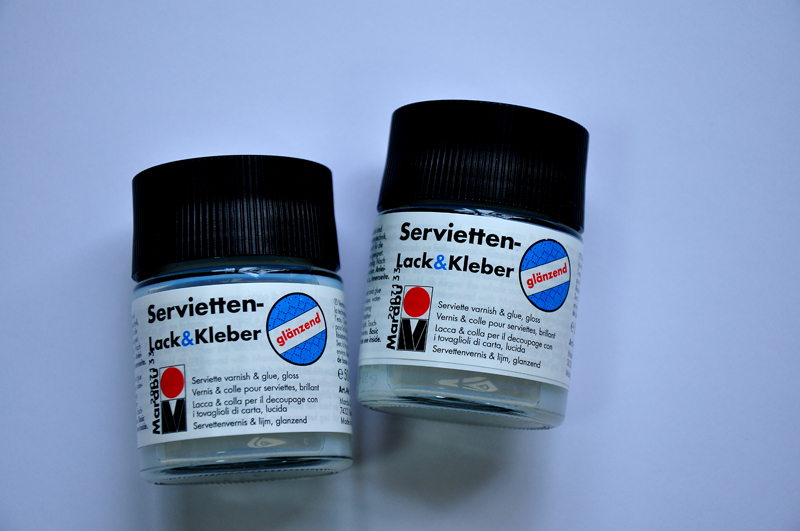 Servietten-
Lack&Kleber
glänzend
Marabu
Serviette varnish & glue, gloss
Vernis & colle pour serviettes, brillant
Lacca & colla per il decoupage con
i tovaglioli di carta, lucida
Servettenvernis & lijm, glanzend
Servietten-
Lack&Kleber
glänzend
Marabu
Serviette varnish & glue, gloss
Vernis & colle pour serviettes, brillant
Lacca & colla per il decoupage con
i tovaglioli di carta, lucida
Servettenvernis & lijm, glanzend